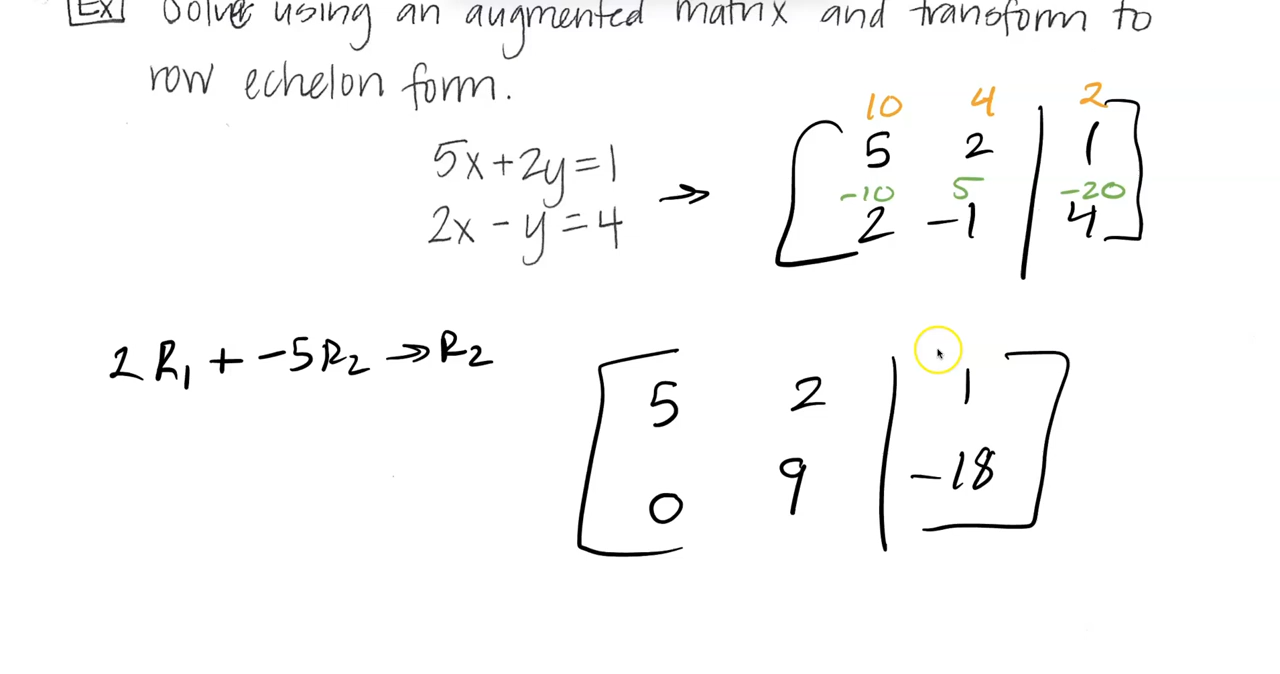 Ex Solve using an augmented matrix and transform to
row echelon form.
5x+2y=1
2x-y=4
→
10 4 2
5 2 | 1
-10 5 -20
2 -1 | 4
2R₁ + -5R₂ → R₂
5 2 | 1
0 9 | -18